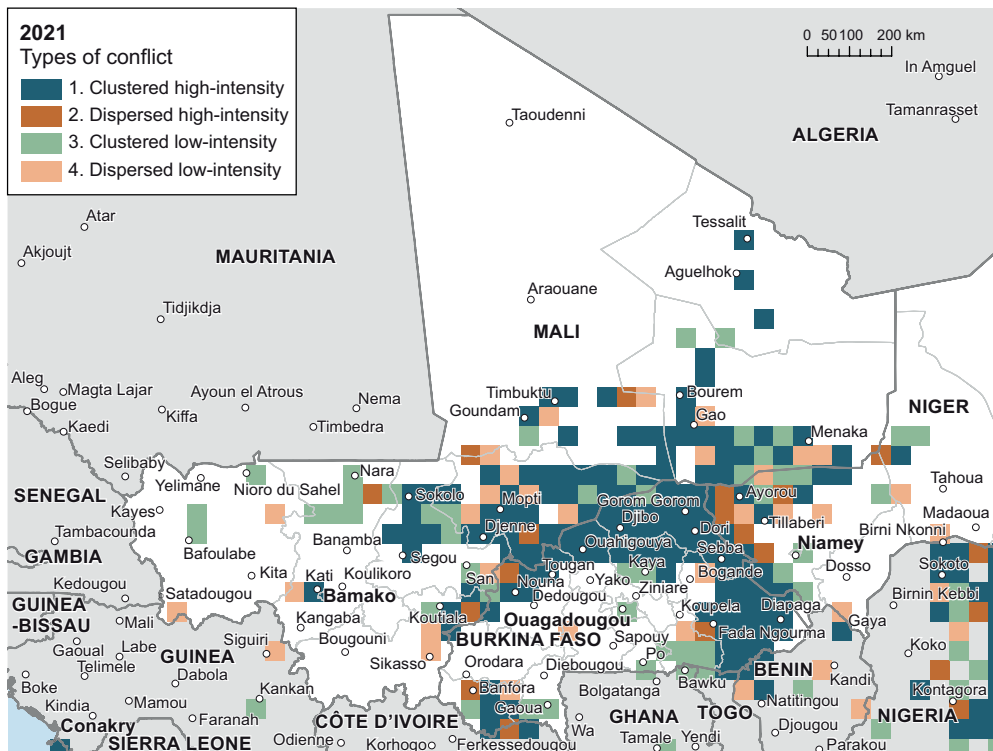 2021
Types of conflict
1. Clustered high-intensity
2. Dispersed high-intensity
3. Clustered low-intensity
4. Dispersed low-intensity
0 50 100 200 km
In Amguel
Tamanrasset
ALGERIA
Taoudenni
Atar
Akjoujt
MAURITANIA
Tessalit
Aguelhok
Tidjikdja
Araouane
MALI
Aleg
Magta Lajar
Ayoun el Atrous
Nema
Timbuktu
Bourem
Bogue
Kiffa
Goundam
Gao
NIGER
Kaedi
Timbedra
Menaka
Selibaby
Yelimane
Nara
Nioro du Sahel
Tahoua
SENEGAL
Sokolo
Mopti
Gorom Gorom
Ayorou
Kayes
Djibo
Tillaberi
Madaoua
Tambacounda
Djenne
Dori
Birni Nkonni
Banamba
Ouahigouya
Niamey
GAMBIA
Bafoulabe
Segou
Sebba
Tougan
Kaya
Bogande
Sokoto
Kita
Kati
Koulikoro
San
Nouna
Yako
Dosso
Kedougou
Satadougou
Bamako
Dedougou
Ziniare
Birnin Kebbi
GUINEA
-BISSAU
Mali
Kangaba
Koutiala
Ouagadougou
Koupela
Diapaga
Gaya
Gaoual
Labe
Siguiri
Bougouni
BURKINA FASO
Sapouy
Fada Ngourma
Koko
Telimele
GUINEA
Sikasso
Orodara
Diebougou
Po
BENIN
Boke
Dabola
Kankan
Banfora
Bolgatanga
Bawku
Kandi
Kontagora
Kindia
Mamou
Gaoua
Natitingou
Conakry
Faranah
CÔTE D'IVOIRE
GHANA
TOGO
NIGERIA
SIERRA LEONE
Odienne
Korhogo
Ferkessedougou
Wa
Tamale
Yendi
Djougou
Parakou